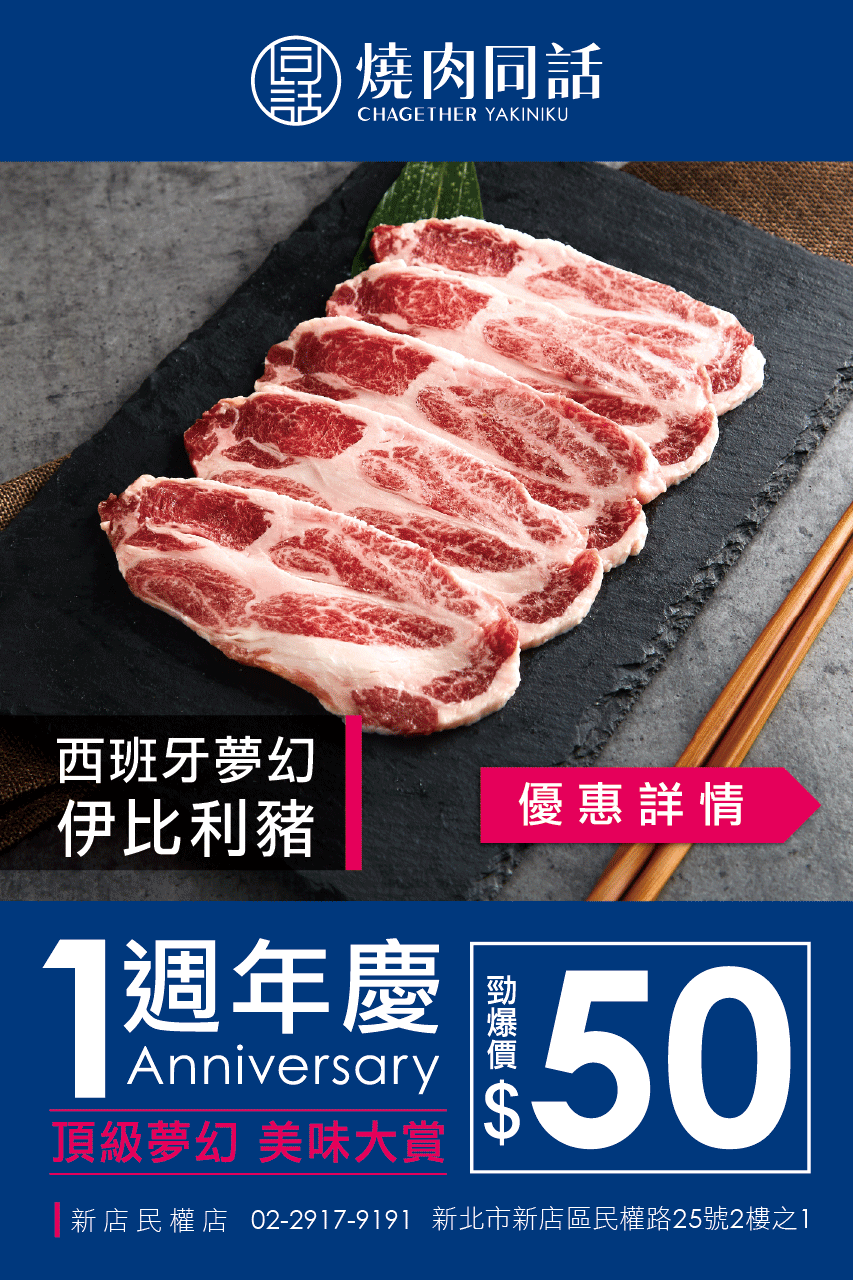 同話
燒肉同話
CHAGETHER YAKINIKU
西班牙夢幻
伊比利豬
優惠詳情
1週年慶
Anniversary
頂級夢幻 美味大賞
勁爆價
$50
新店民權店 02-2917-9191 新北市新店區民權路25號2樓之1